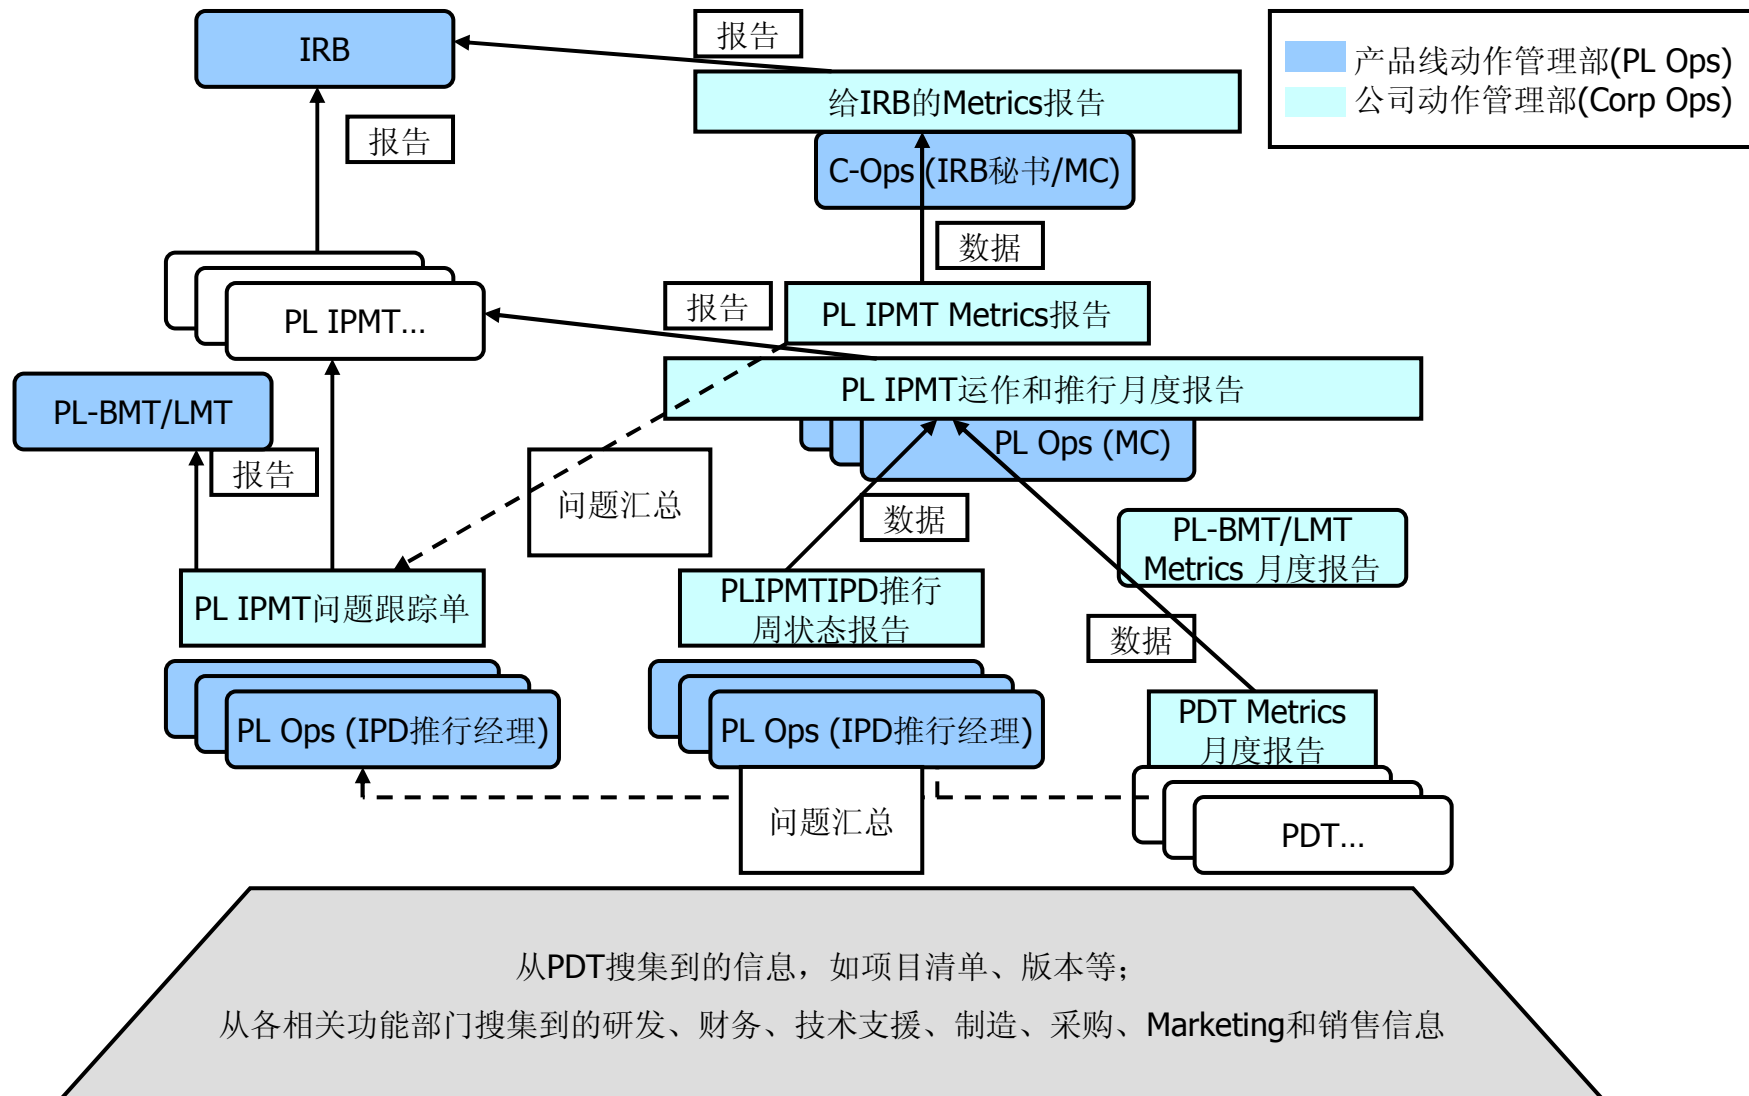 IRB
报告
产品线动作管理部(PL Ops)
公司动作管理部(Corp Ops)
给IRB的Metrics报告
报告
C-Ops (IRB秘书/MC)
数据
PL IPMT...
报告
PL IPMT Metrics报告
PL IPMT运作和推行月度报告
PL-BMT/LMT
报告
PL Ops (MC)
问题汇总
数据
PL-BMT/LMT
Metrics 月度报告
PL IPMT问题跟踪单
PLIPMTIPD推行
周状态报告
数据
PL Ops (IPD推行经理)
PL Ops (IPD推行经理)
PDT Metrics
月度报告
问题汇总
PDT...
从PDT搜集到的信息，如项目清单、版本等；
从各相关功能部门搜集到的研发、财务、技术支援、制造、采购、Marketing和销售信息